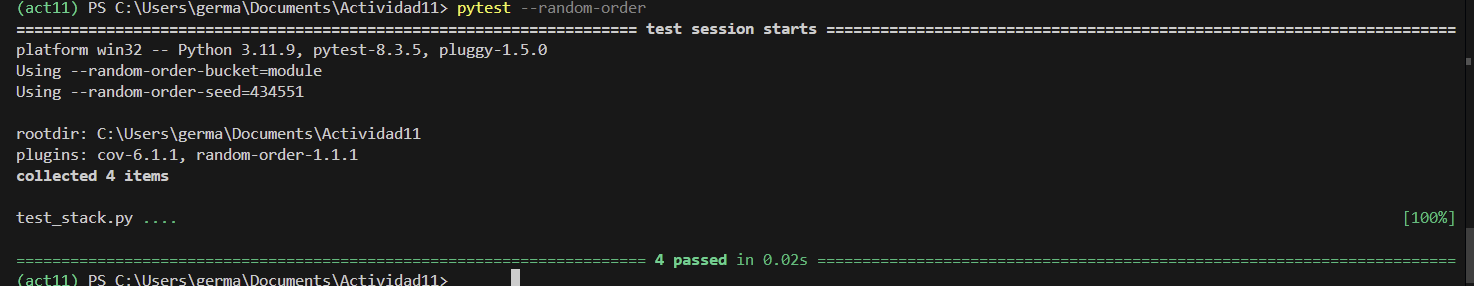 (act11) PS C:\Users\germa\Documents\Actividad11> pytest --random-order
============================================================== test session starts ==============================================================
platform win32 -- Python 3.11.9, pytest-8.3.5, pluggy-1.5.0
Using --random-order-bucket=module
Using --random-order-seed=434551
rootdir: C:\Users\germa\Documents\Actividad11
plugins: cov-6.1.1, random-order-1.1.1
collected 4 items
test_stack.py .... [100%]
=============================================================== 4 passed in 0.02s ===============================================================
(act11) PS C:\Users\germa\Documents\Actividad11>